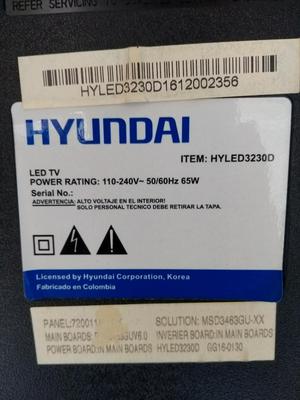 REFER SERVICING TO
HYLED3230D1612002356
HYUNDAI
ITEM: HYLED3230D
LED TV
POWER RATING: 110-240V~ 50/60Hz 65W
Serial No.:
ADVERTENCIA: ALTO VOLTAJE EN EL INTERIOR!
SOLO PERSONAL TECNICO DEBE RETIRAR LA TAPA.
Licensed by Hyundai Corporation, Korea
Fabricado en Colombia
SOLUTION: MSD3463GU-XX
MAIN BOARDS: INVERIER BOARD:IN MAIN BOARDS
POWER BOARD:IN MAIN BOARDS HYLED3230D GG16-0130